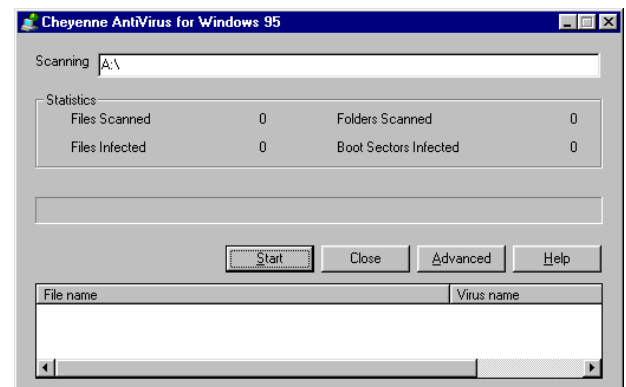 Cheyenne AntiVirus for Windows 95
Scanning A:\
Statistics
Files Scanned 0 Folders Scanned 0
Files Infected 0 Boot Sectors Infected 0
Start Close Advanced Help
File name Virus name